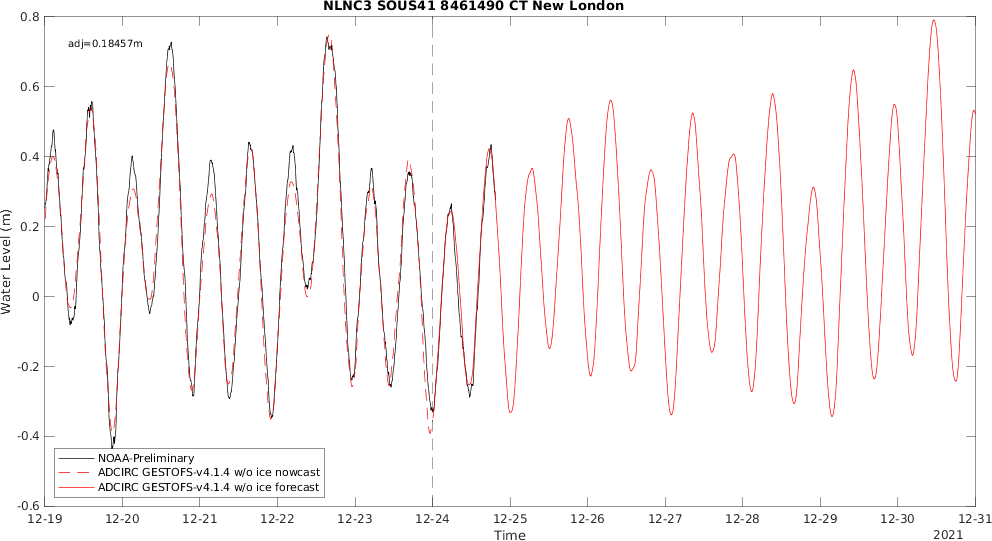 NLNC3 SOUS41 8461490 CT New London
adj=0.18457m
0.8
0.6
0.4
0.2
0
-0.2
-0.4
-0.6
Water Level (m)
NOAA-Preliminary
ADCIRC GESTOFS-v4.1.4 w/o ice nowcast
ADCIRC GESTOFS-v4.1.4 w/o ice forecast
12-19 12-20 12-21 12-22 12-23 12-24 12-25 12-26 12-27 12-28 12-29 12-30 12-31
Time
2021